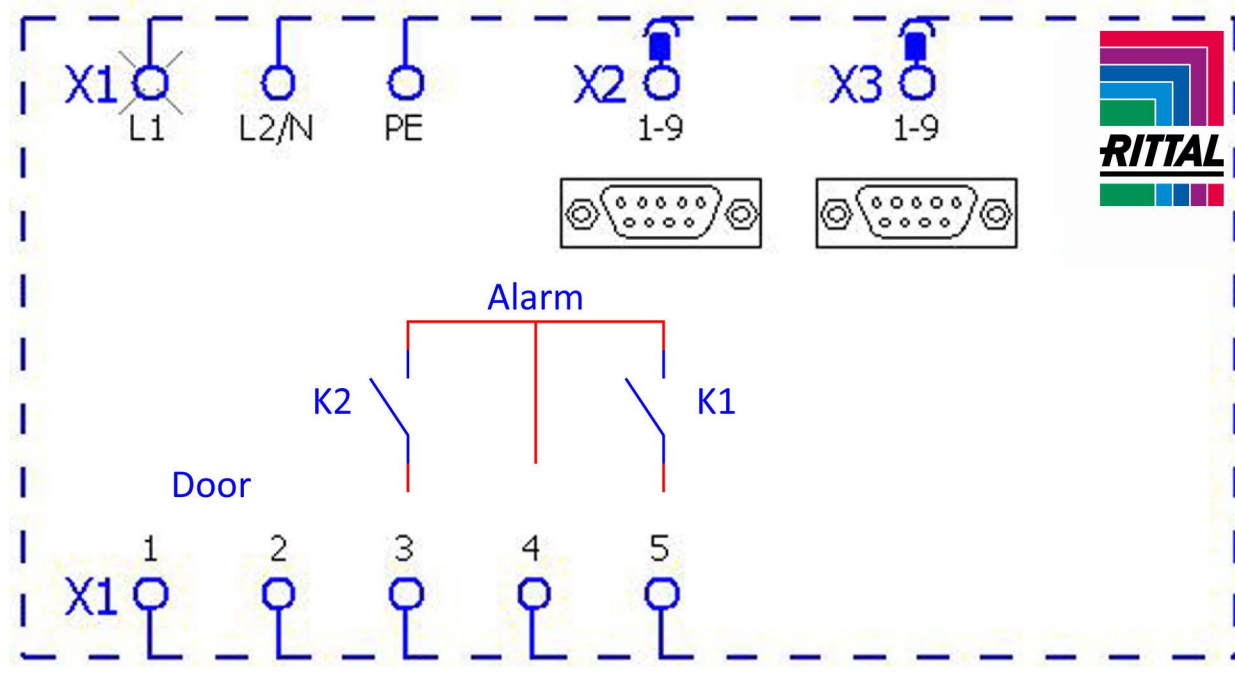 X1 X2 X3
L1 L2/N PE 1-9 1-9
RITTAL
Alarm
K2 K1
Door
1 2 3 4 5
X1